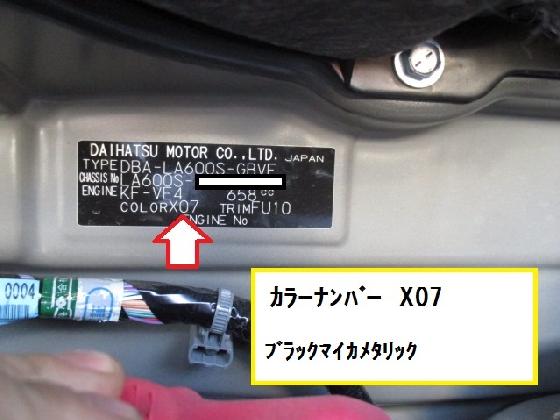 DAIHATSU MOTOR CO.,LTD. JAPAN
TYPE DBA-LA600S-GBVF
CHASSIS No LA600S-
ENGINE KF-VE4 658cc
COLOR X07 TRIM FU10
ENGINE No
0004
ｶﾗｰﾅﾝﾊﾞｰ X07
ﾌﾞﾗｯｸﾏｲｶﾒﾀﾘｯｸ